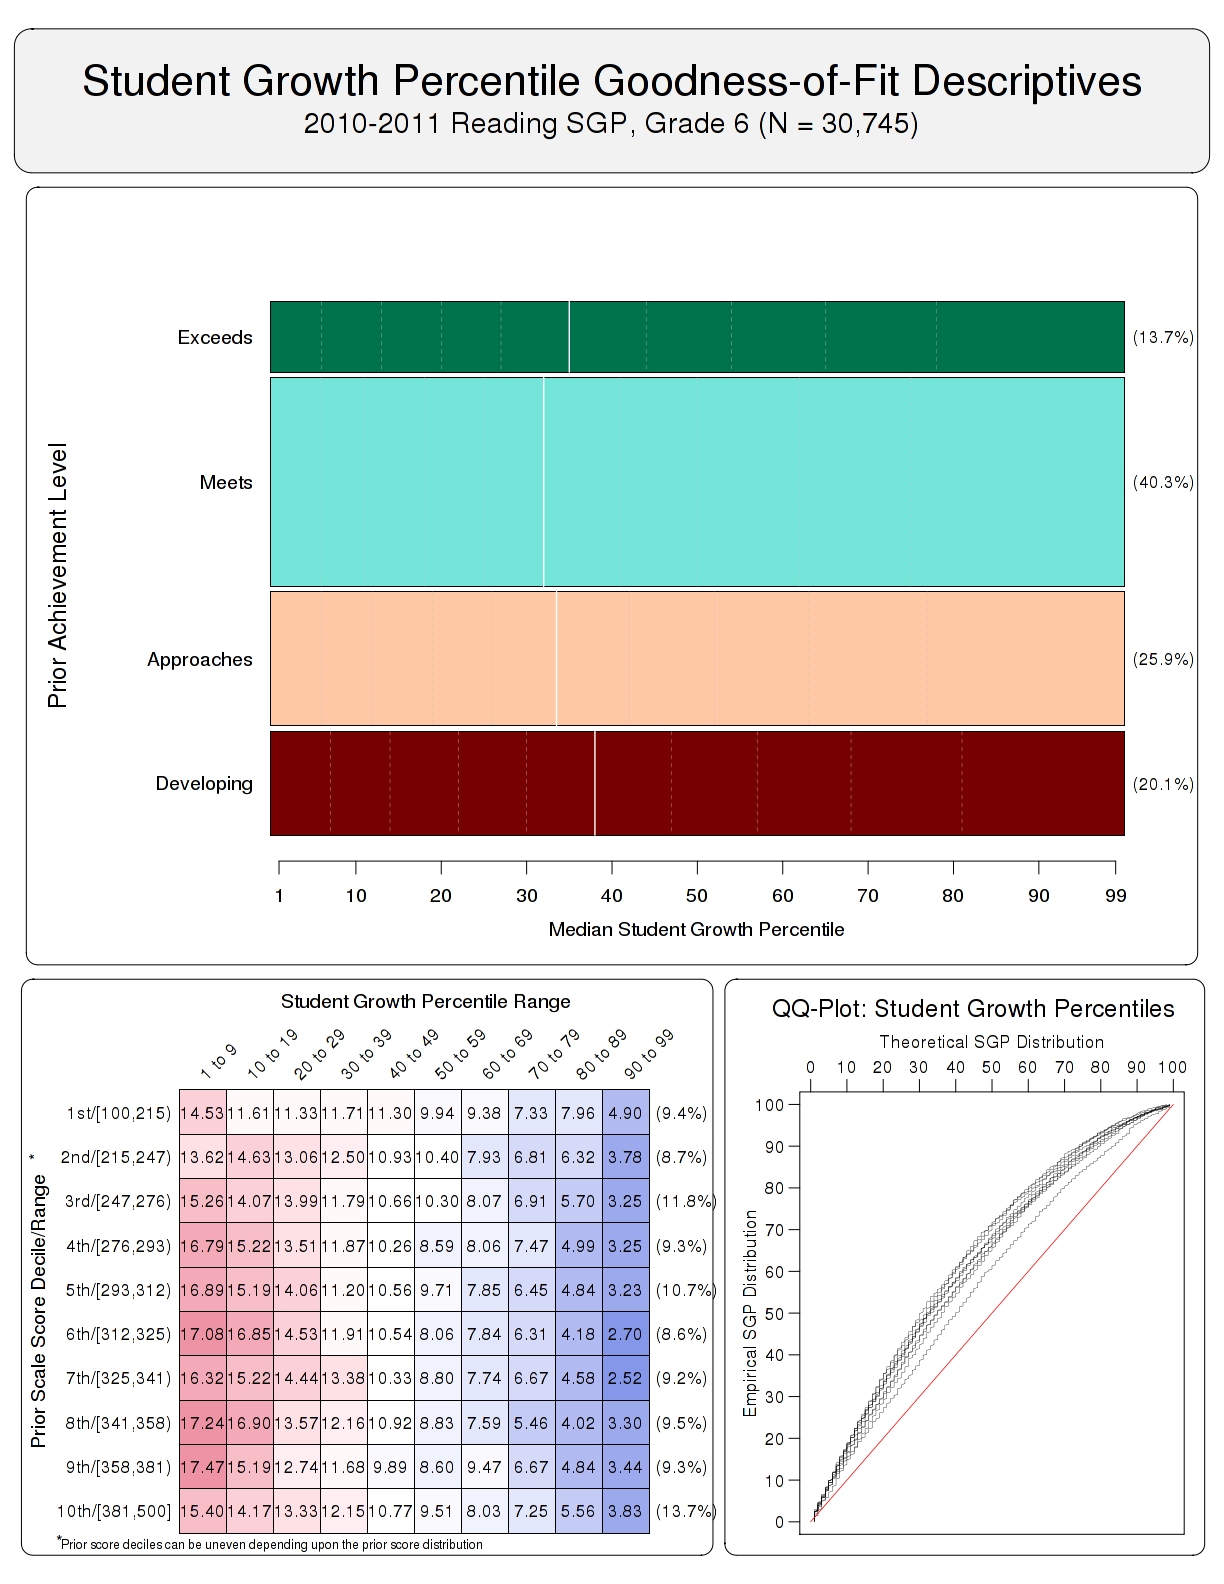 Student Growth Percentile Goodness-of-Fit Descriptives
2010-2011 Reading SGP, Grade 6 (N = 30,745)
Prior Achievement Level
Exceeds (13.7%)
Meets (40.3%)
Approaches (25.9%)
Developing (20.1%)
1 10 20 30 40 50 60 70 80 90 99
Median Student Growth Percentile
Student Growth Percentile Range
1 to 9 10 to 19 20 to 29 30 to 39 40 to 49 50 to 59 60 to 69 70 to 79 80 to 89 90 to 99
Prior Scale Score Decile/Range *
1st/[100,215) 14.53 11.61 11.33 11.71 11.30 9.94 9.38 7.33 7.96 4.90 (9.4%)
2nd/[215,247) 13.62 14.63 13.06 12.50 10.93 10.40 7.93 6.81 6.32 3.78 (8.7%)
3rd/[247,276) 15.26 14.07 13.99 11.79 10.66 10.30 8.07 6.91 5.70 3.25 (11.8%)
4th/[276,293) 16.79 15.22 13.51 11.87 10.26 8.59 8.06 7.47 4.99 3.25 (9.3%)
5th/[293,312) 16.89 15.19 14.06 11.20 10.56 9.71 7.85 6.45 4.84 3.23 (10.7%)
6th/[312,325) 17.08 16.85 14.53 11.91 10.54 8.06 7.84 6.31 4.18 2.70 (8.6%)
7th/[325,341) 16.32 15.22 14.44 13.38 10.33 8.80 7.74 6.67 4.58 2.52 (9.2%)
8th/[341,358) 17.24 16.90 13.57 12.16 10.92 8.83 7.59 5.46 4.02 3.30 (9.5%)
9th/[358,381) 17.47 15.19 12.74 11.68 9.89 8.60 9.47 6.67 4.84 3.44 (9.3%)
10th/[381,500] 15.40 14.17 13.33 12.15 10.77 9.51 8.03 7.25 5.56 3.83 (13.7%)
*Prior score deciles can be uneven depending upon the prior score distribution
QQ-Plot: Student Growth Percentiles
Theoretical SGP Distribution
0 10 20 30 40 50 60 70 80 90 100
Empirical SGP Distribution
100
90
80
70
60
50
40
30
20
10
0